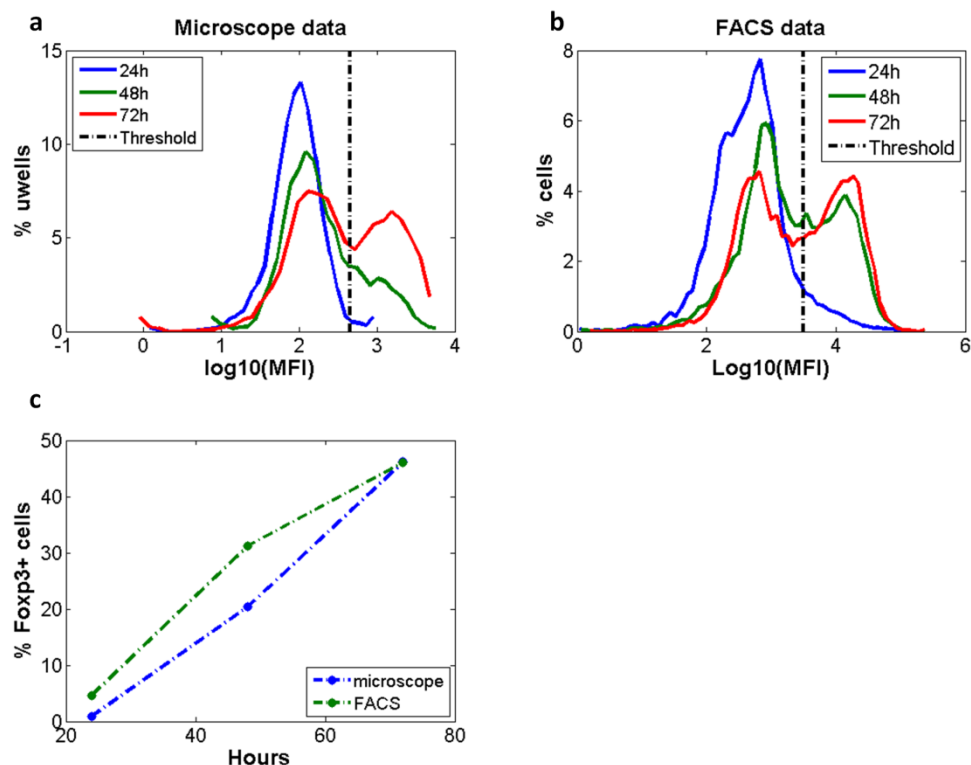 a
Microscope data
15
10
5
0
% uwells
24h
48h
72h
Threshold
-1
0
1
2
3
4
log10(MFI)
b
FACS data
8
6
4
2
0
% cells
24h
48h
72h
Threshold
0
2
4
6
Log10(MFI)
c
50
40
30
20
10
0
% Foxp3+ cells
microscope
FACS
20
40
60
80
Hours